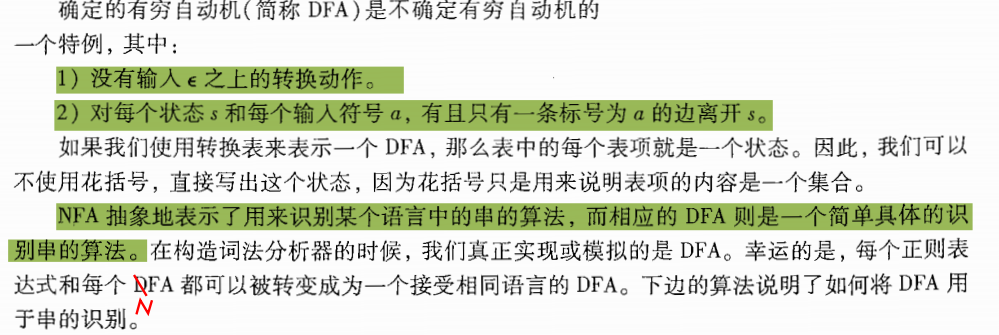 确定的有穷自动机(简称 DFA)是不确定有穷自动机的
一个特例，其中：
1) 没有输入 ϵ 之上的转换动作。
2) 对每个状态 s 和每个输入符号 a，有且只有一条标号为 a 的边离开 s。
如果我们使用转换表来表示一个 DFA，那么表中的每个表项就是一个状态。因此，我们可以
不使用花括号，直接写出这个状态，因为花括号只是用来说明表项的内容是一个集合。
NFA 抽象地表示了用来识别某个语言中的串的算法，而相应的 DFA 则是一个简单具体的识
别串的算法。在构造词法分析器的时候，我们真正实现或模拟的是 DFA。幸运的是，每个正则表
达式和每个 DFA 都可以被转变成为一个接受相同语言的 DFA。下边的算法说明了如何将 DFA 用
N
于串的识别。